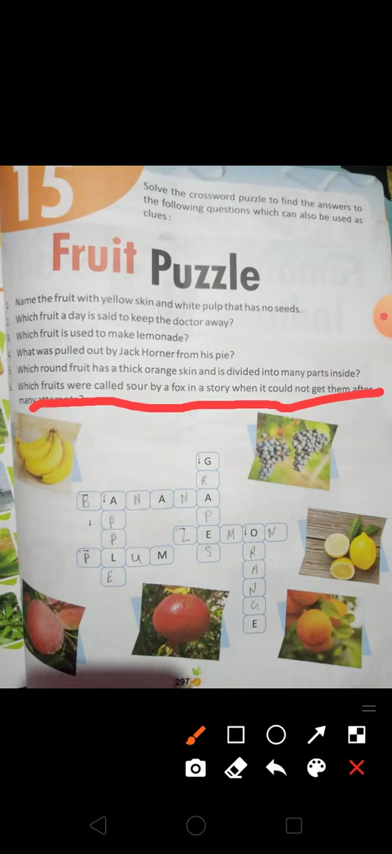 15
Solve the crossword puzzle to find the answers to
the following questions which can also be used as
clues :
Fruit Puzzle
Name the fruit with yellow skin and white pulp that has no seeds.
Which fruit a day is said to keep the doctor away?
Which fruit is used to make lemonade?
What was pulled out by Jack Horner from his pie?
Which round fruit has a thick orange skin and is divided into many parts inside?
Which fruits were called sour by a fox in a story when it could not get them after
many attempts?
G
R
B A N A N A
P P
P Z E M O N
P L U M S R
E A
N
G
E
297